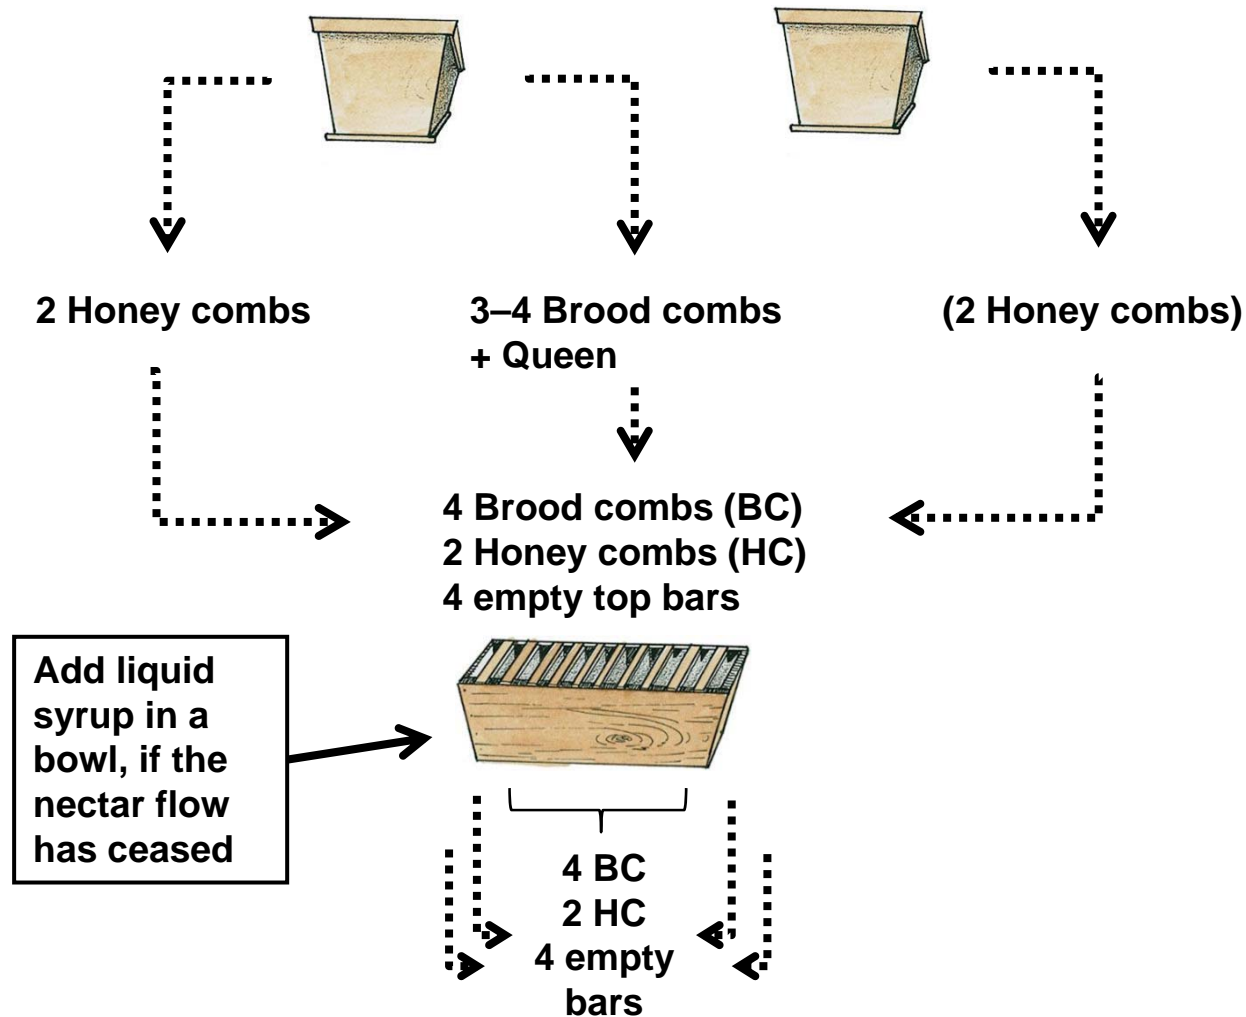 2 Honey combs
3–4 Brood combs
+ Queen
(2 Honey combs)
4 Brood combs (BC)
2 Honey combs (HC)
4 empty top bars
Add liquid
syrup in a
bowl, if the
nectar flow
has ceased
4 BC
2 HC
4 empty
bars